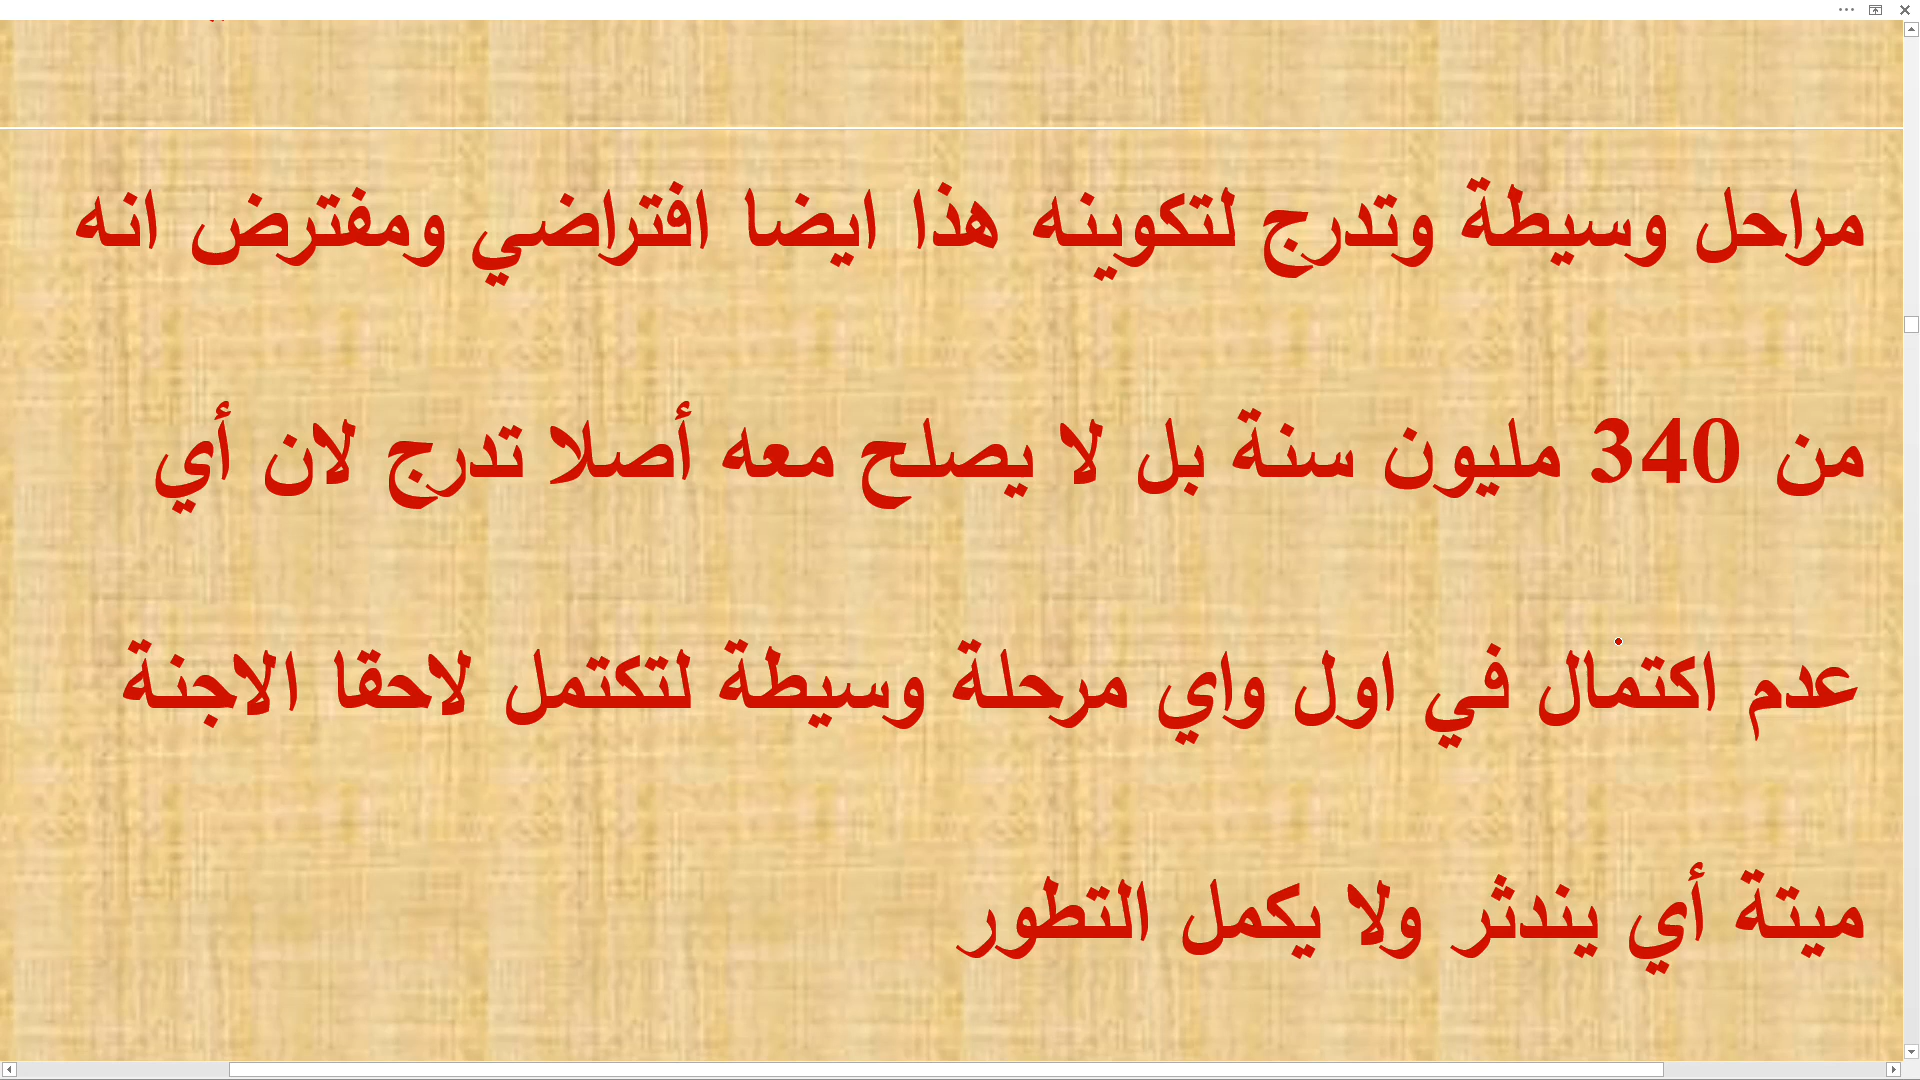 مراحل وسيطة وتدرج لتكوينه هذا ايضا افتراضي ومفترض انه
من 340 مليون سنة بل لا يصلح معه أصلا تدرج لان أي
عدم اكتمال في اول واي مرحلة وسيطة لتكتمل لاحقا الاجنة
ميتة أي يندثر ولا يكمل التطور